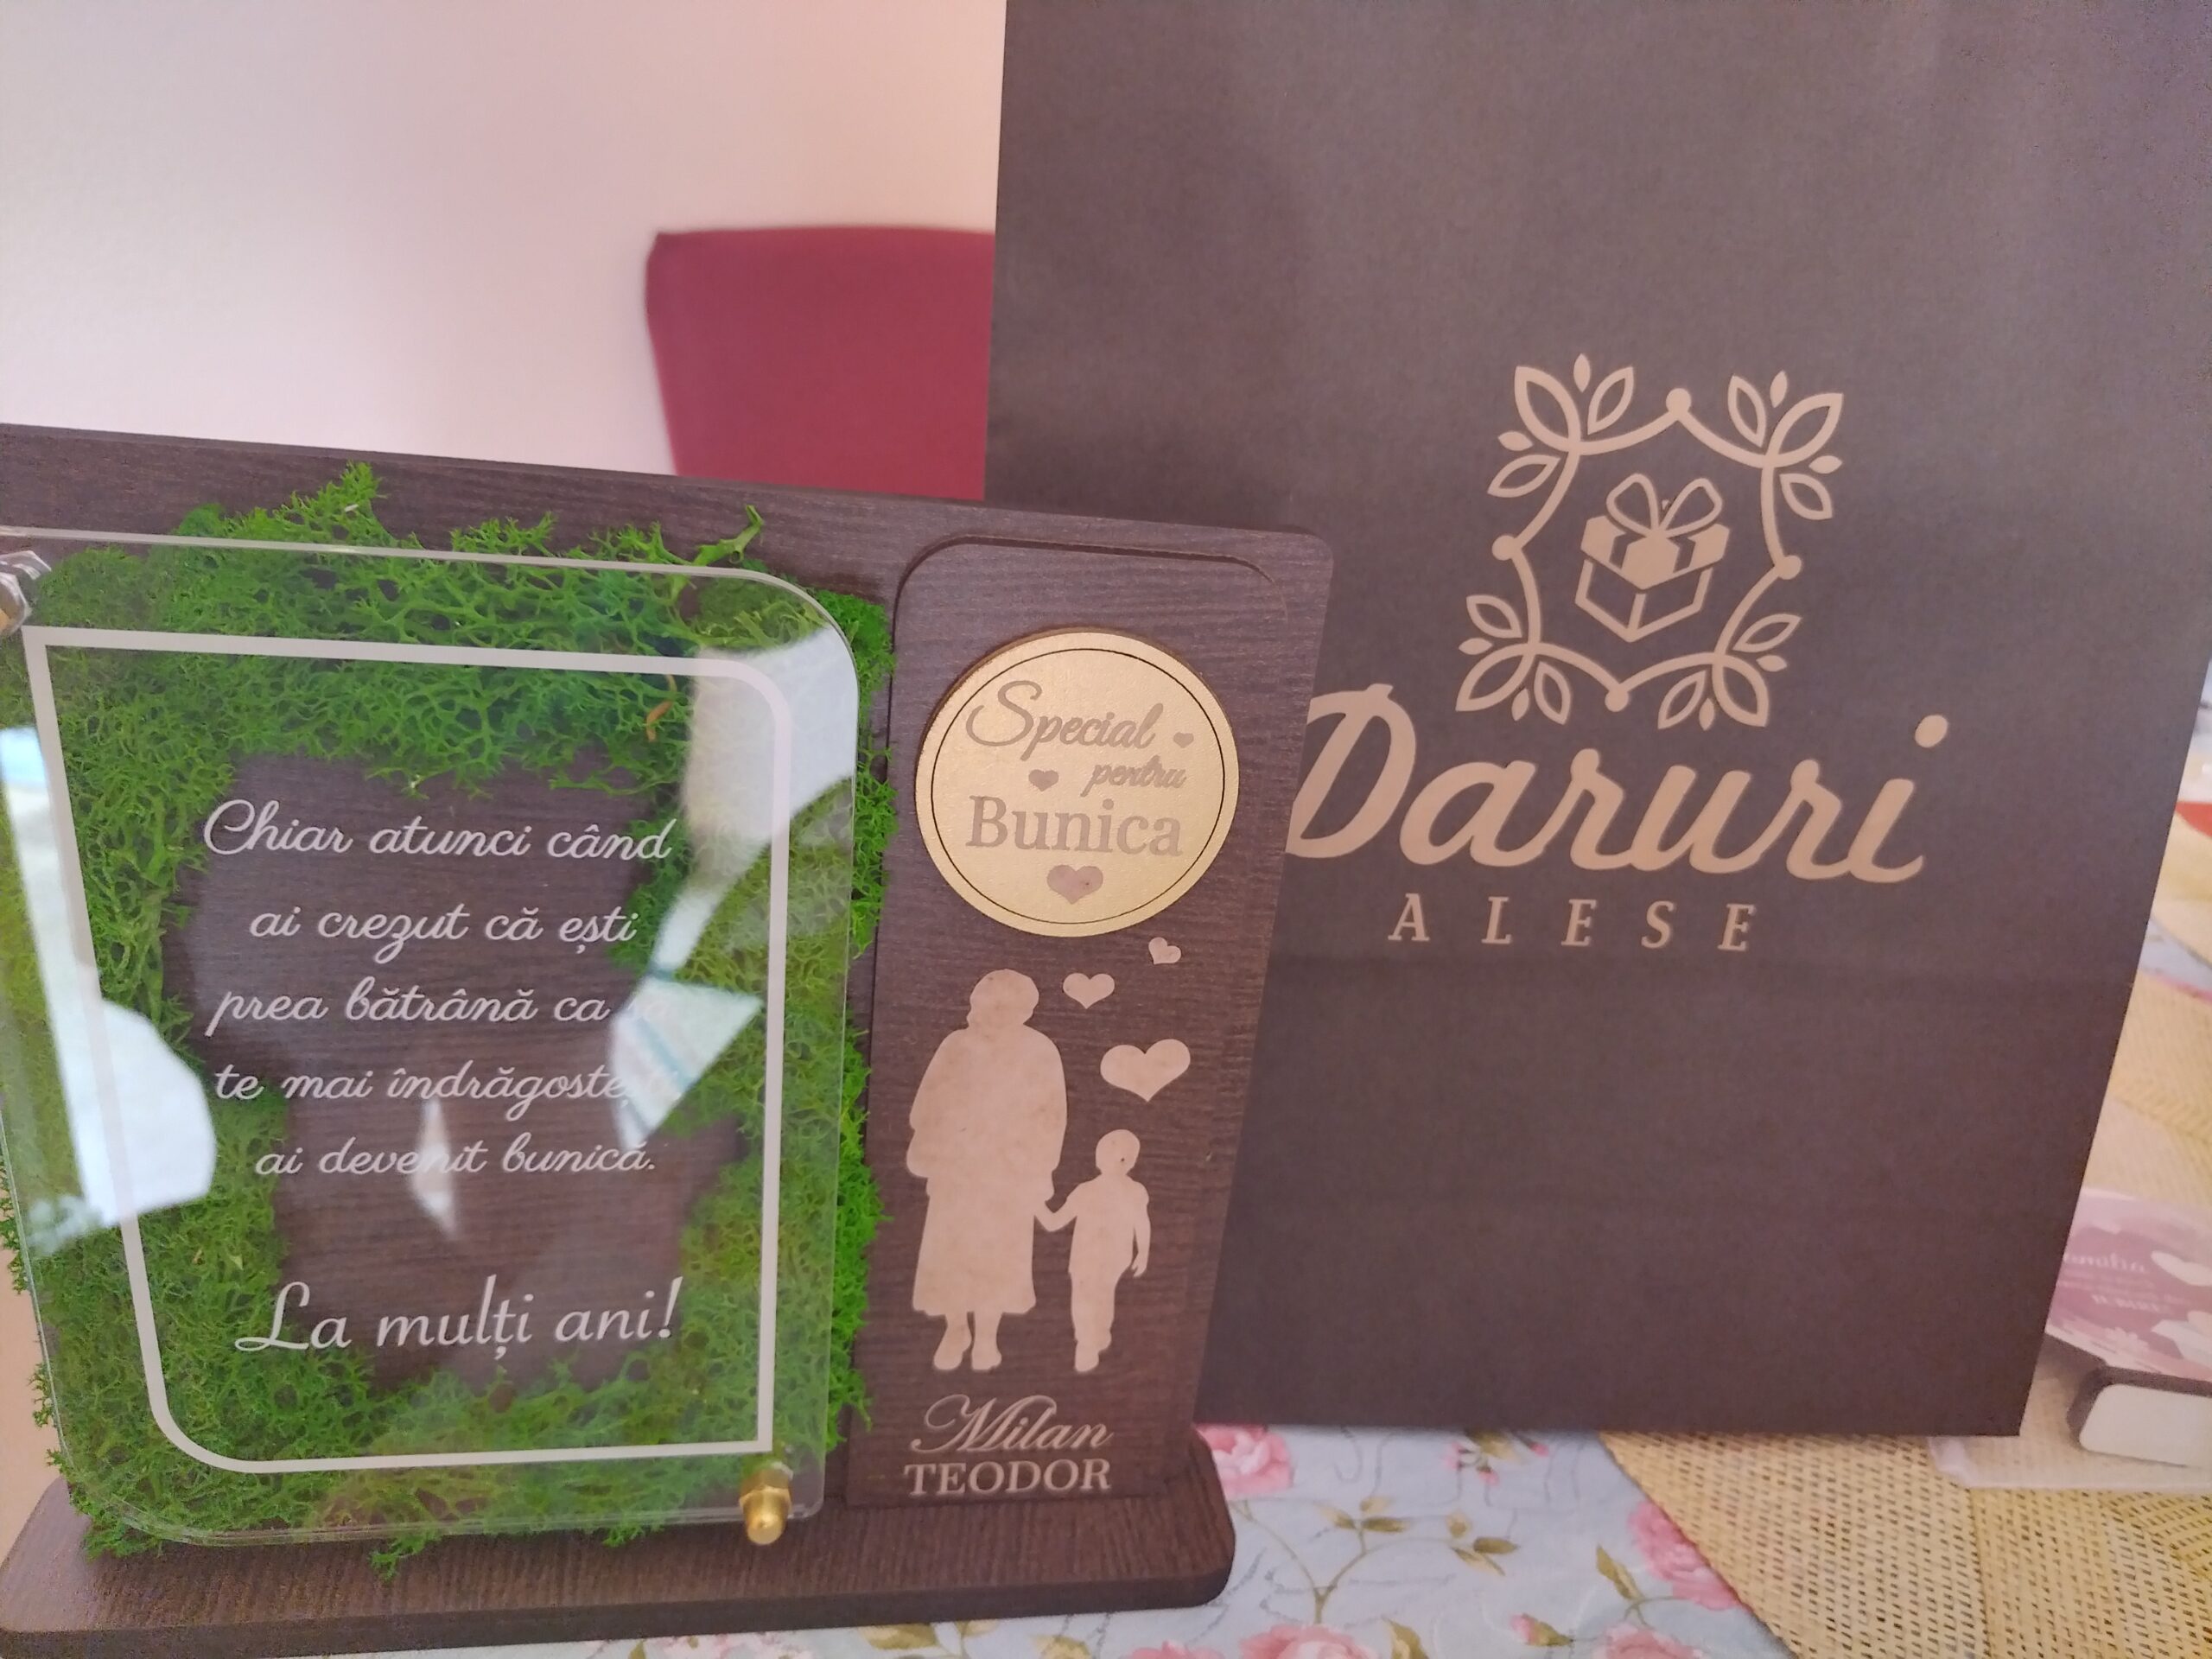 Chiar atunci când
ai crezut că ești
prea bătrână ca să
te mai îndrăgostești
ai devenit bunică.
La mulți ani!
Special
pentru
Bunica
Milan
TEODOR
Daruri
ALESE